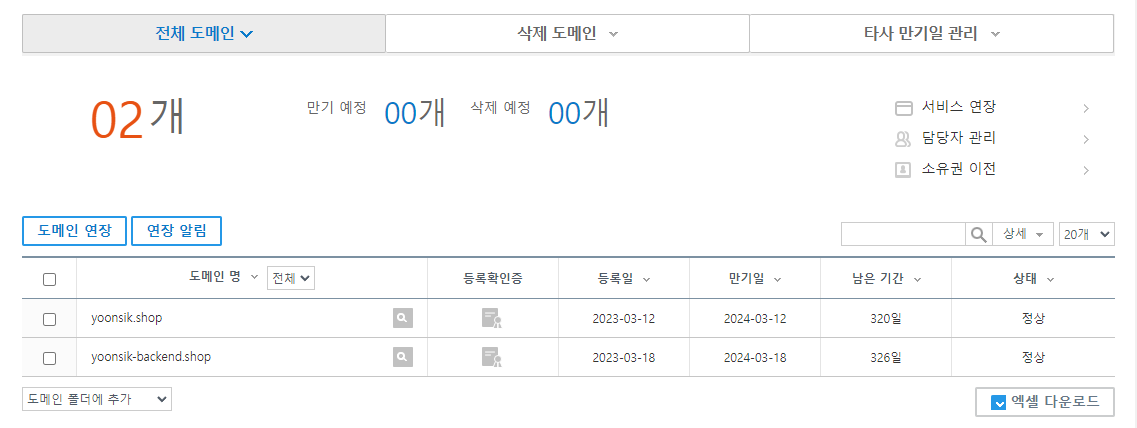 전체 도메인 삭제 도메인 타사 만기일 관리
02개 만기 예정 00개 삭제 예정 00개
서비스 연장
담당자 관리
소유권 이전
도메인 연장 연장 알림 상세 20개
도메인 명 전체 등록확인증 등록일 만기일 남은 기간 상태
yoonsik.shop 2023-03-12 2024-03-12 320일 정상
yoonsik-backend.shop 2023-03-18 2024-03-18 326일 정상
도메인 폴더에 추가 엑셀 다운로드